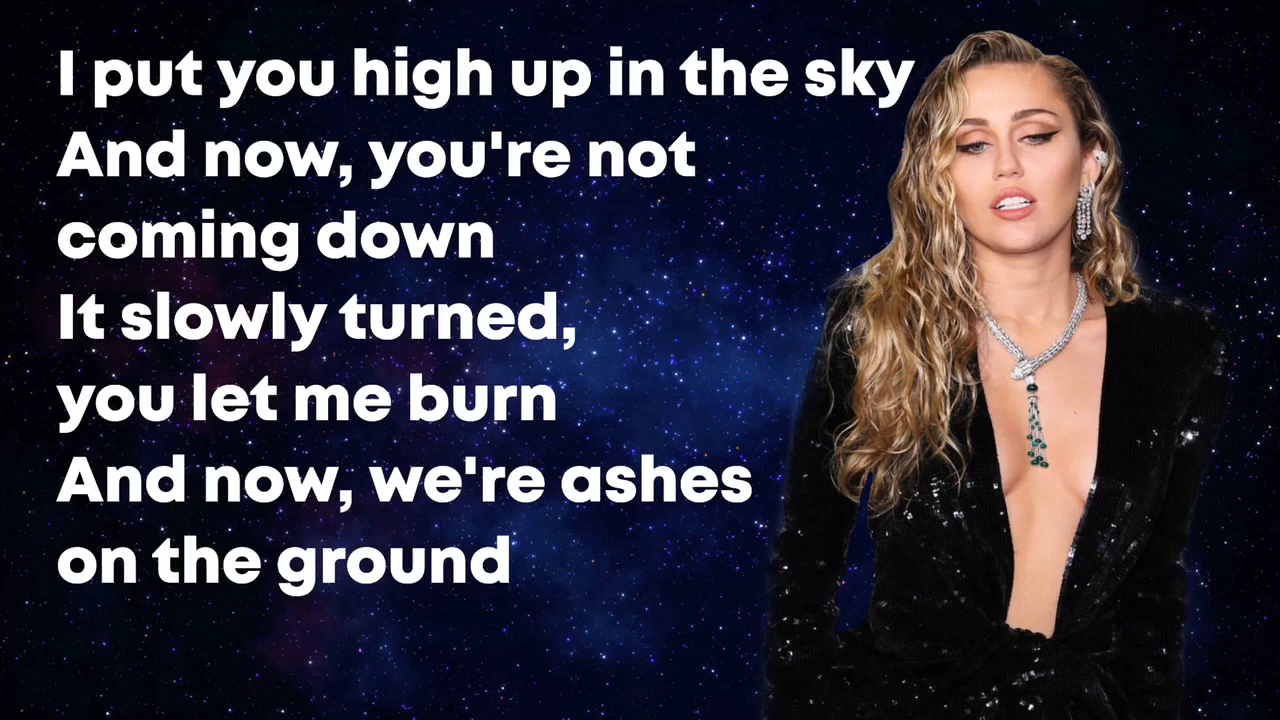 I put you high up in the sky
And now, you're not
coming down
It slowly turned,
you let me burn
And now, we're ashes
on the ground